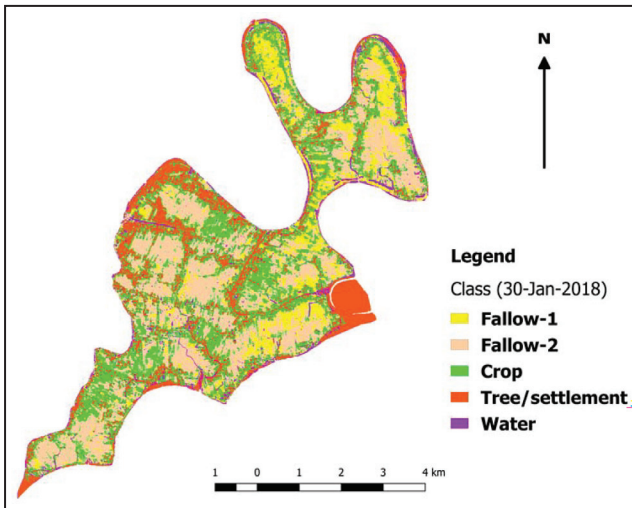 N
Legend
Class (30-Jan-2018)
Fallow-1
Fallow-2
Crop
Tree/settlement
Water
1 0 1 2 3 4 km